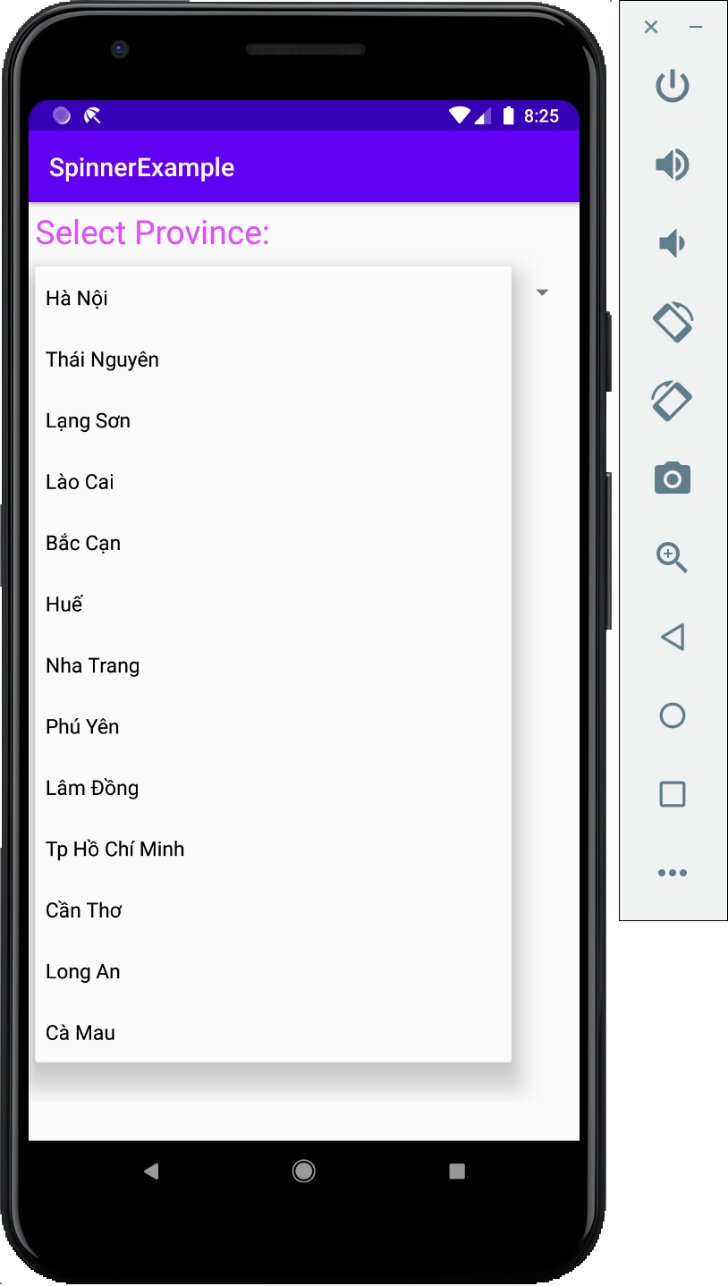 8:25
SpinnerExample
Select Province:
Hà Nội
Thái Nguyên
Lạng Sơn
Lào Cai
Bắc Cạn
Huế
Nha Trang
Phú Yên
Lâm Đồng
Tp Hồ Chí Minh
Cần Thơ
Long An
Cà Mau